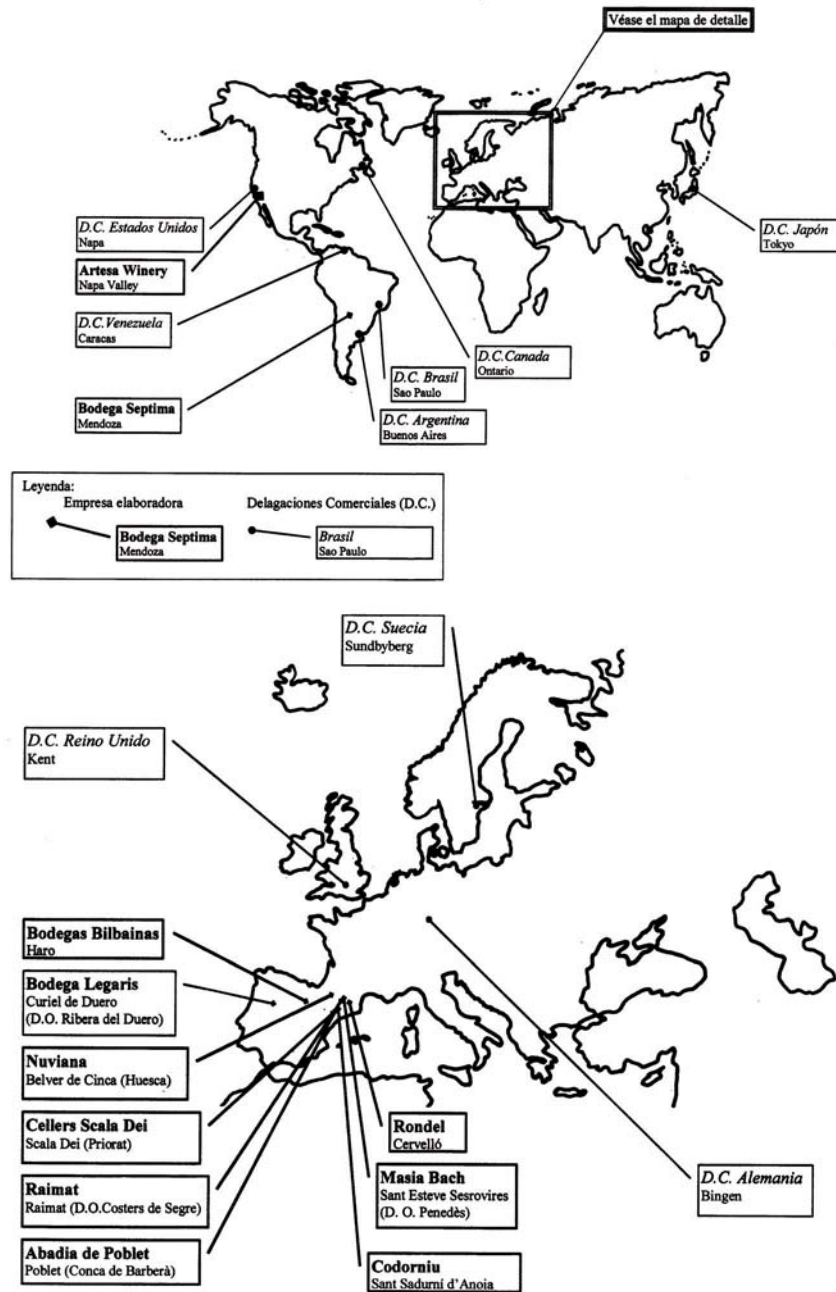 Véase el mapa de detalle
D.C. Estados Unidos
Napa
Artesa Winery
Napa Valley
D.C.Venezuela
Caracas
Bodega Septima
Mendoza
D.C. Japón
Tokyo
D.C.Canada
Ontario
D.C. Brasil
Sao Paulo
D.C. Argentina
Buenos Aires
Leyenda:
Empresa elaboradora
Delagaciones Comerciales (D.C.)
Bodega Septima
Mendoza
Brasil
Sao Paulo
D.C. Suecia
Sundbyberg
D.C. Reino Unido
Kent
Bodegas Bilbainas
Haro
Bodega Legaris
Curiel de Duero
(D.O. Ribera del Duero)
Nuviana
Belver de Cinca (Huesca)
Cellers Scala Dei
Scala Dei (Priorat)
Raimat
Raimat (D.O.Costers de Segre)
Abadia de Poblet
Poblet (Conca de Barberà)
Rondel
Cervelló
Masia Bach
Sant Esteve Sesrovires
(D. O. Penedès)
Codorniu
Sant Sadurní d'Anoia
D.C. Alemania
Bingen